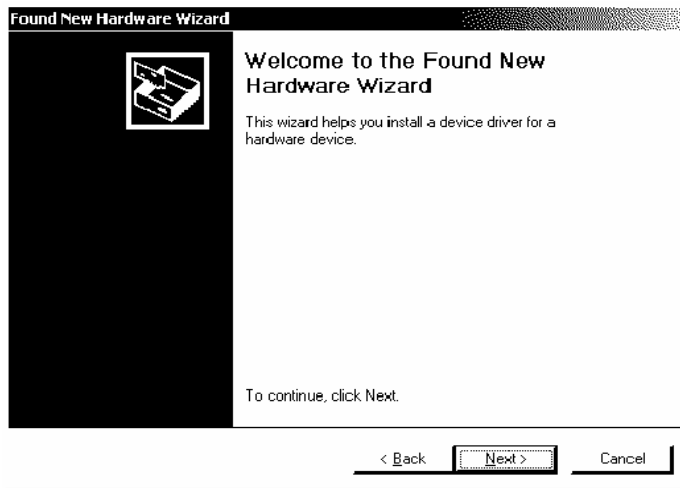 Found New Hardware Wizard
Welcome to the Found New
Hardware Wizard
This wizard helps you install a device driver for a
hardware device.
To continue, click Next.
< Back
Next >
Cancel